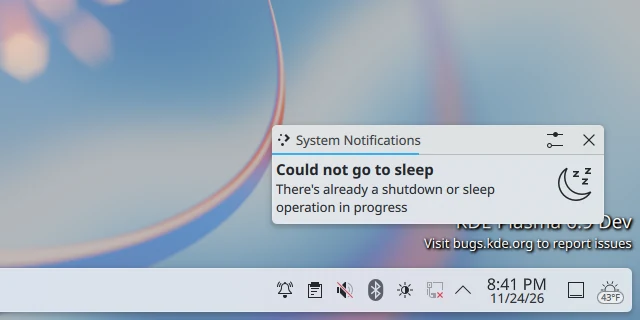 System Notifications
Could not go to sleep
There's already a shutdown or sleep
operation in progress
KDE Plasma 6.5 Dev
Visit bugs.kde.org to report issues
8:41 PM
11/24/26
43°F